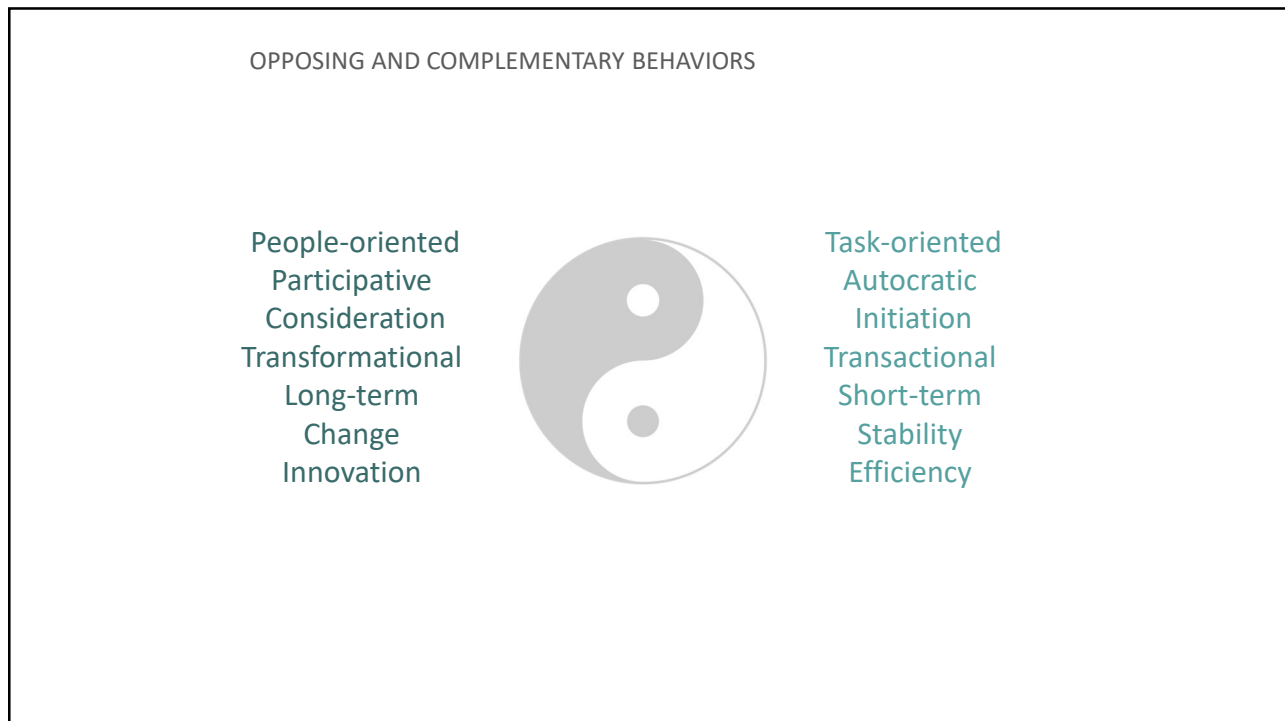 OPPOSING AND COMPLEMENTARY BEHAVIORS
People-oriented
Participative
Consideration
Transformational
Long-term
Change
Innovation
Task-oriented
Autocratic
Initiation
Transactional
Short-term
Stability
Efficiency